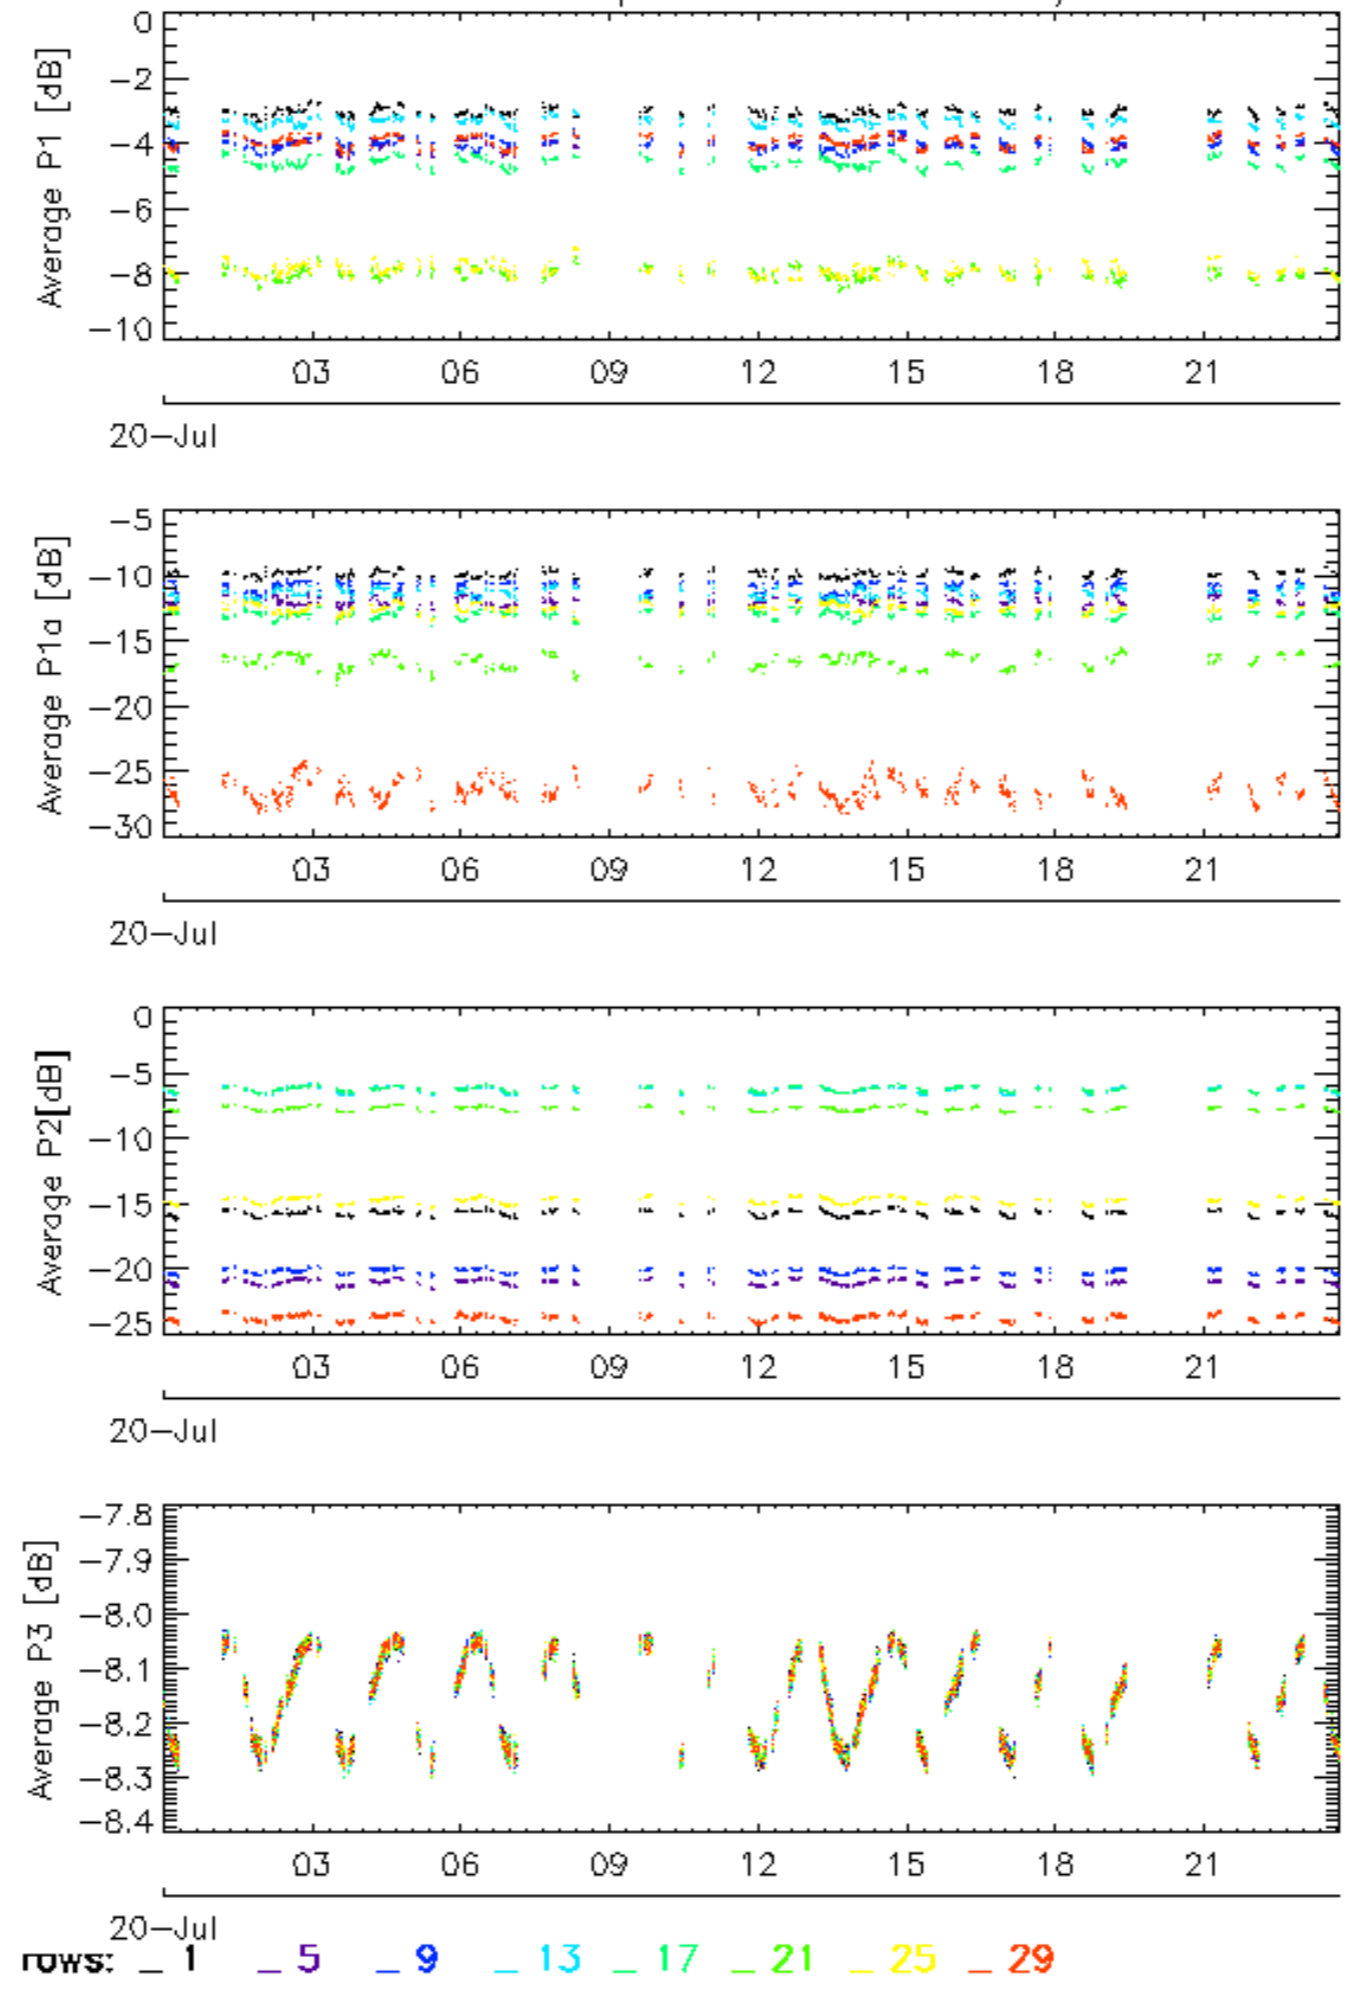 0
Average P1 [dB]
−2
−4
−6
−8
−10
03 06 09 12 15 18 21
20−Jul
−5
Average P1a [dB]
−10
−15
−20
−25
−30
03 06 09 12 15 18 21
20−Jul
0
Average P2[dB]
−5
−10
−15
−20
−25
03 06 09 12 15 18 21
20−Jul
−7.8
Average P3 [dB]
−7.9
−8.0
−8.1
−8.2
−8.3
−8.4
03 06 09 12 15 18 21
20−Jul
rows: _ 1 _ 5 _ 9 _ 13 _ 17 _ 21 _ 25 _ 29